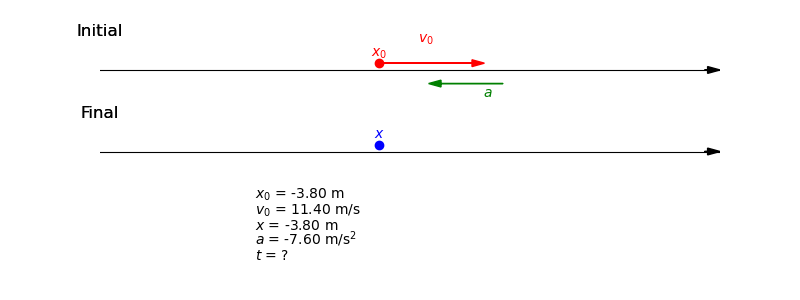 Initial
v₀
x₀
a
Final
x
x₀ = -3.80 m
v₀ = 11.40 m/s
x = -3.80 m
a = -7.60 m/s²
t = ?